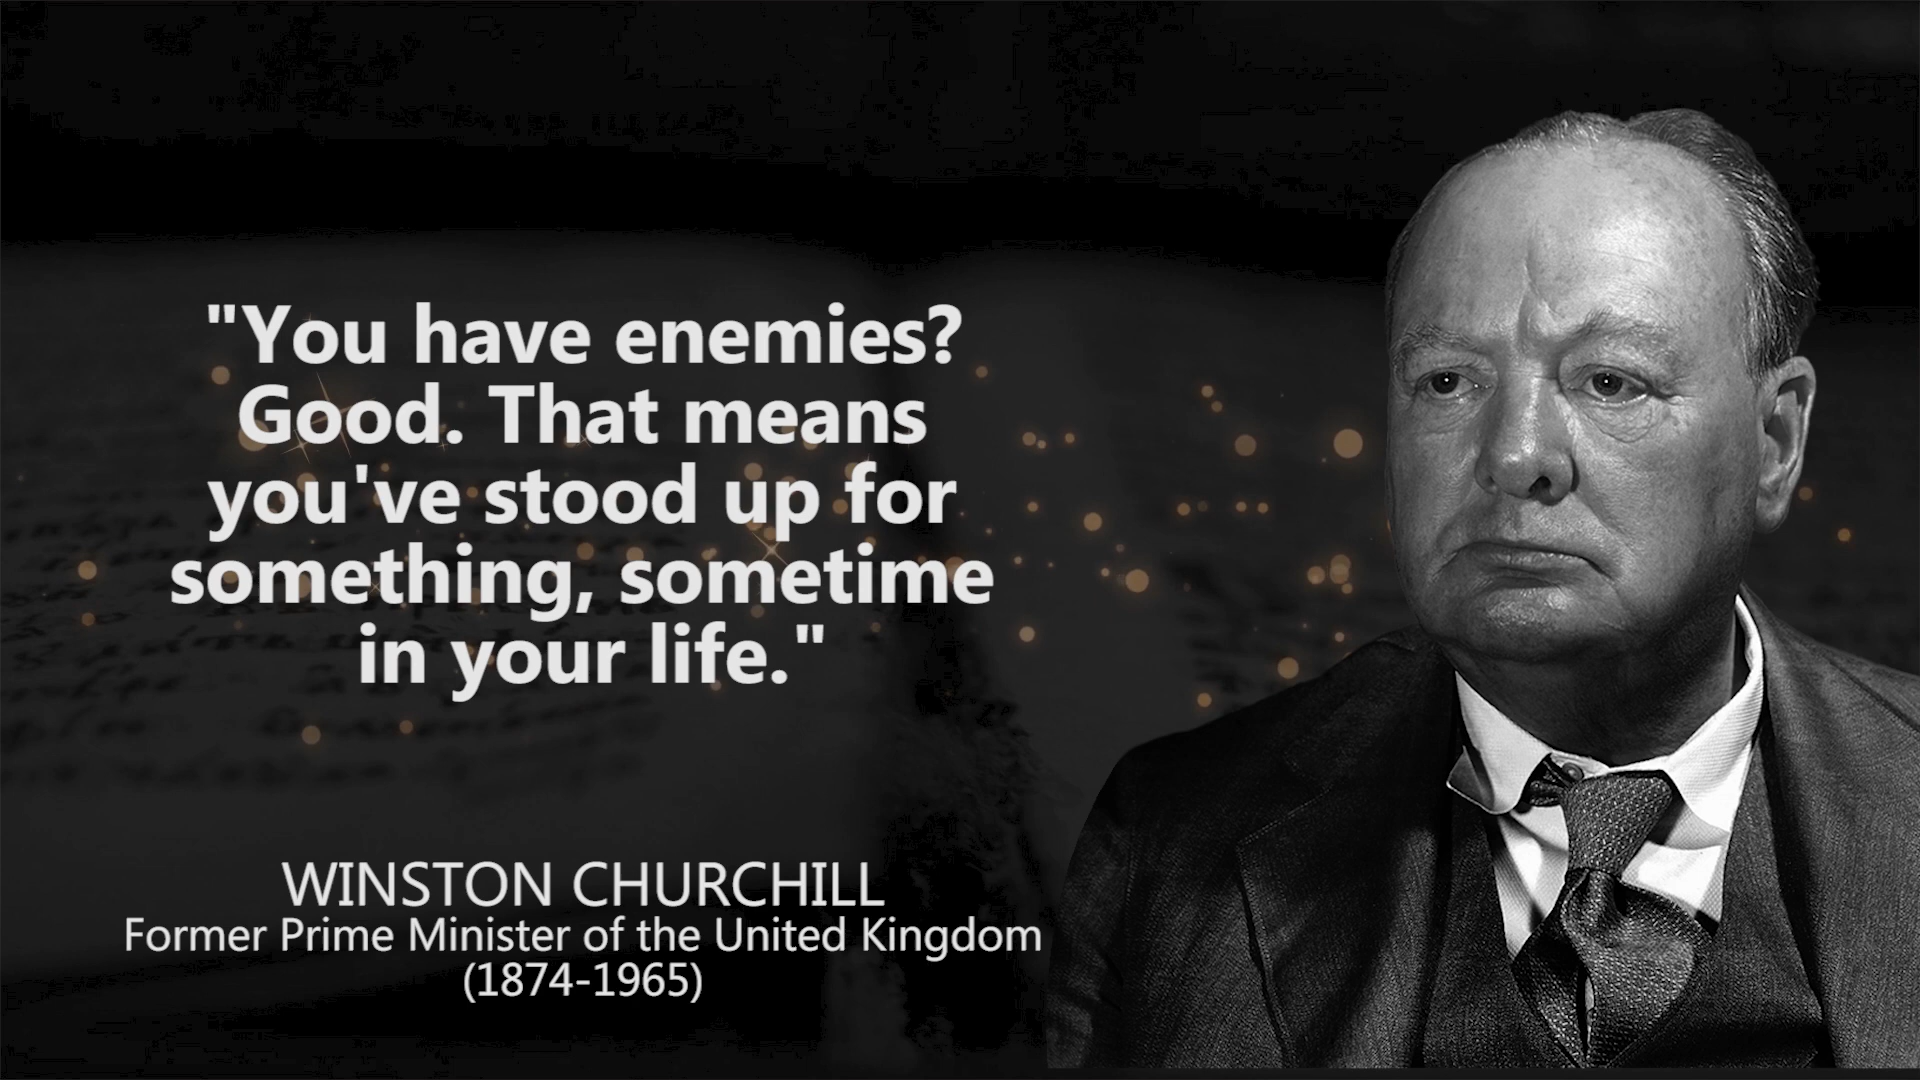 "You have enemies?
Good. That means
you've stood up for
something, sometime
in your life."
WINSTON CHURCHILL
Former Prime Minister of the United Kingdom
(1874-1965)